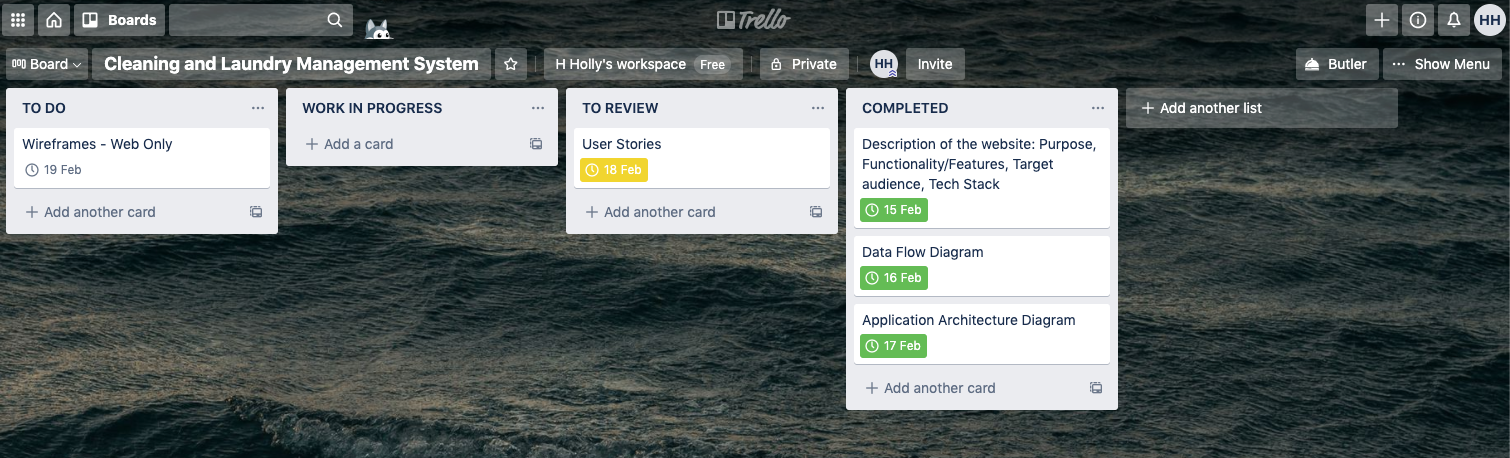 Boards
Trello
HH
Board
Cleaning and Laundry Management System
H Holly's workspace Free
Private
HH
Invite
Butler
··· Show Menu
TO DO
Wireframes - Web Only
19 Feb
+ Add another card
WORK IN PROGRESS
+ Add a card
TO REVIEW
User Stories
18 Feb
+ Add another card
COMPLETED
Description of the website: Purpose,
Functionality/Features, Target
audience, Tech Stack
15 Feb
Data Flow Diagram
16 Feb
Application Architecture Diagram
17 Feb
+ Add another card
+ Add another list